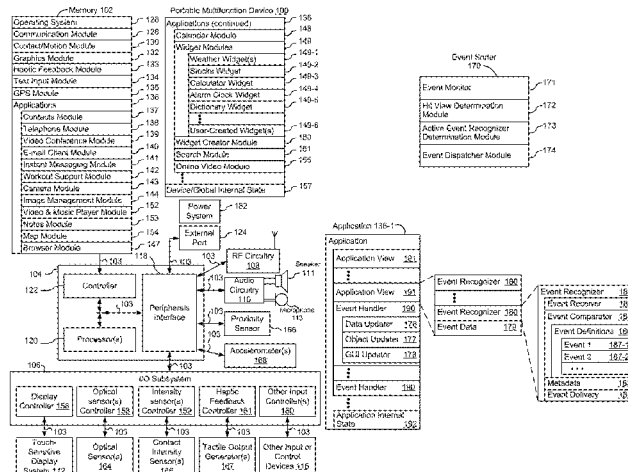 Memory 102
Operating System 126
Communication Module 128
Contact/Motion Module 130
Graphics Module 132
Haptic Feedback Module 133
Text Input Module 134
GPS Module 135
Applications 136
Contacts Module 137
Telephone Module 138
Video Conference Module 139
E-mail Client Module 140
Instant Messaging Module 141
Workout Support Module 142
Camera Module 143
Image Management Module 144
Video & Music Player Module 152
Notes Module 153
Map Module 154
Browser Module 147
Portable Multifunction Device 100
Applications (continued) 136
Calendar Module 148
Widget Modules 149
Weather Widget(s) 149-1
Stocks Widget 149-2
Calculator Widget 149-3
Alarm Clock Widget 149-4
Dictionary Widget 149-5
User-Created Widget(s) 149-6
Widget Creator Module 150
Search Module 151
Online Video Module 155
Device/Global Internal State 157
Event Sorter
170
Event Monitor 171
Hit View Determination
Module 172
Active Event Recognizer
Determination Module 173
Event Dispatcher Module 174
Power
System 162
External
Port 124
118
103
103
RF Circuitry
108
Speaker
111
Audio
Circuitry
110
Microphone
113
Proximity
Sensor 166
Accelerometer(s)
168
104
Controller
122
103
Peripherals
Interface
120
Processor(s)
103
106
I/O Subsystem
Display
Controller 156
Optical
Sensor(s)
Controller 158
Intensity
Sensor(s)
Controller 159
Haptic
Feedback
Controller 161
Other Input
Controller(s)
160
103
103
103
103
103
Touch-
Sensitive
Display
System 112
Optical
Sensor(s)
164
Contact
Intensity
Sensor(s)
165
Tactile Output
Generator(s)
167
Other Input or
Control
Devices 116
Application 136-1
Application
Application View 191
Application View 191
Event Handler 190
Data Updater 176
Object Updater 177
GUI Updater 178
Event Handler 190
Application Internal
State 192
Event Recognizer 180
Event Recognizer 180
Event Data 179
Event Recognizer
Event Receiver
Event Comparator
Event Definitions
Event 1
Event 2
Metadata
Event Delivery